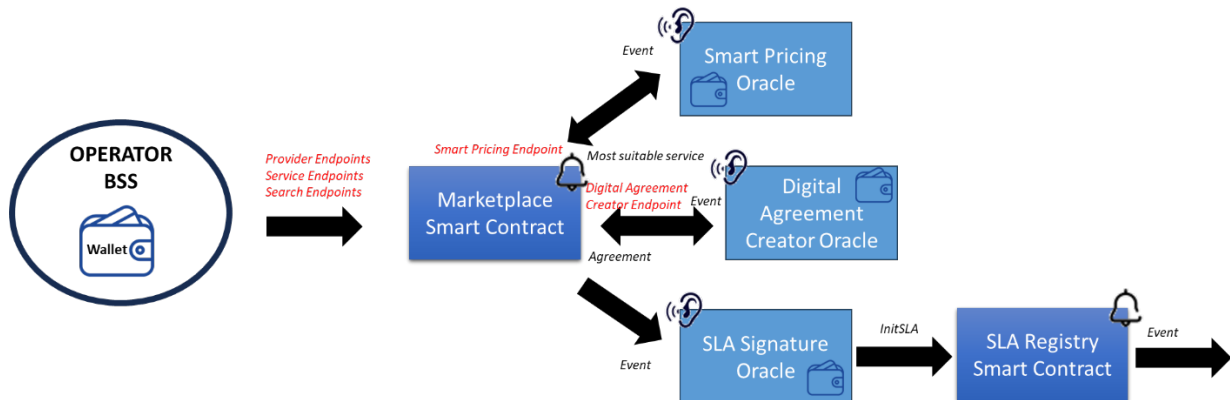 OPERATOR
BSS
Wallet
Provider Endpoints
Service Endpoints
Search Endpoints
Smart Pricing Endpoint
Marketplace
Smart Contract
Event
Smart Pricing
Oracle
Most suitable service
Digital Agreement
Creator Endpoint
Event
Digital
Agreement
Creator Oracle
Agreement
Event
SLA Signature
Oracle
InitSLA
SLA Registry
Smart Contract
Event